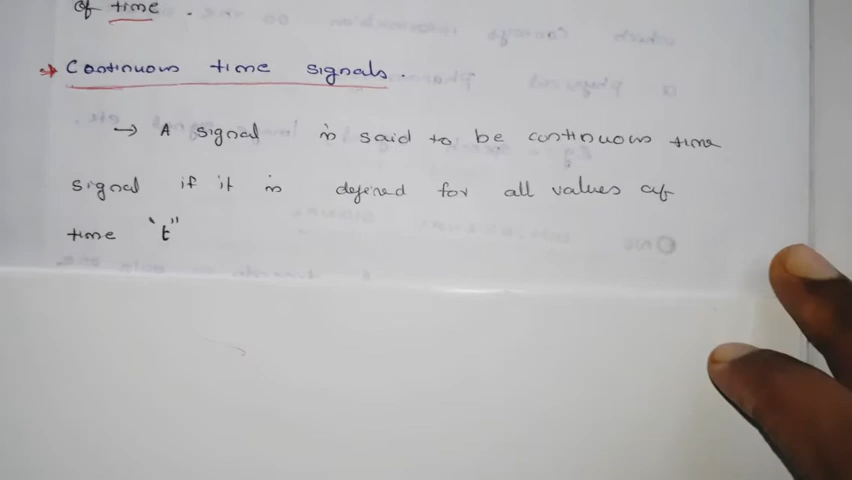 of time.
Continuous time signals.
→ A signal is said to be continuous time
signal if it is defined for all values of
time "t"